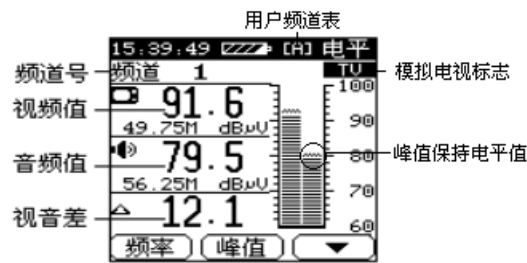 用户频道表
15:39:49 [A] 电平
频道号
频道 1
TV
模拟电视标志
视频值
91.6
49.75M dBμV
音频值
79.5
56.25M dBμV
视音差
12.1
100
90
80
70
60
峰值保持电平值
频率 峰值